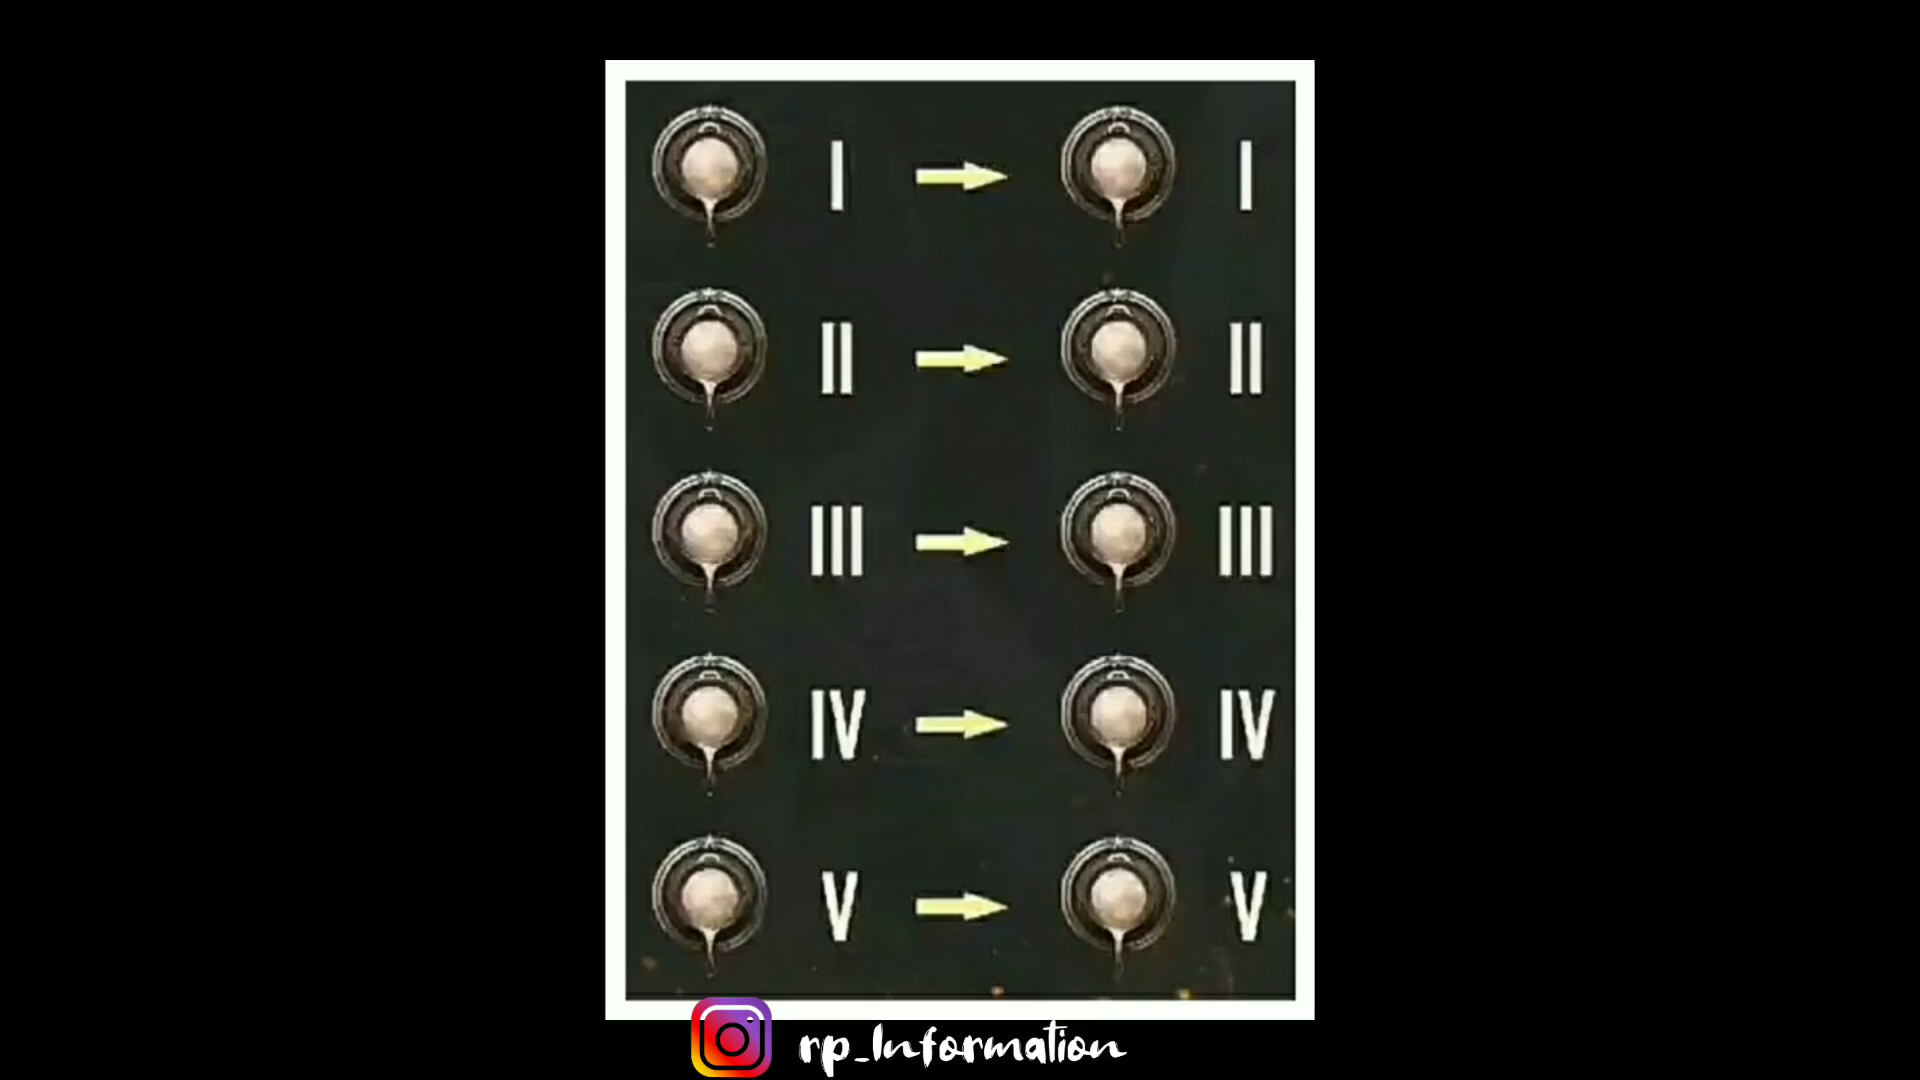 I I
II II
III III
IV IV
V V
rp_Information